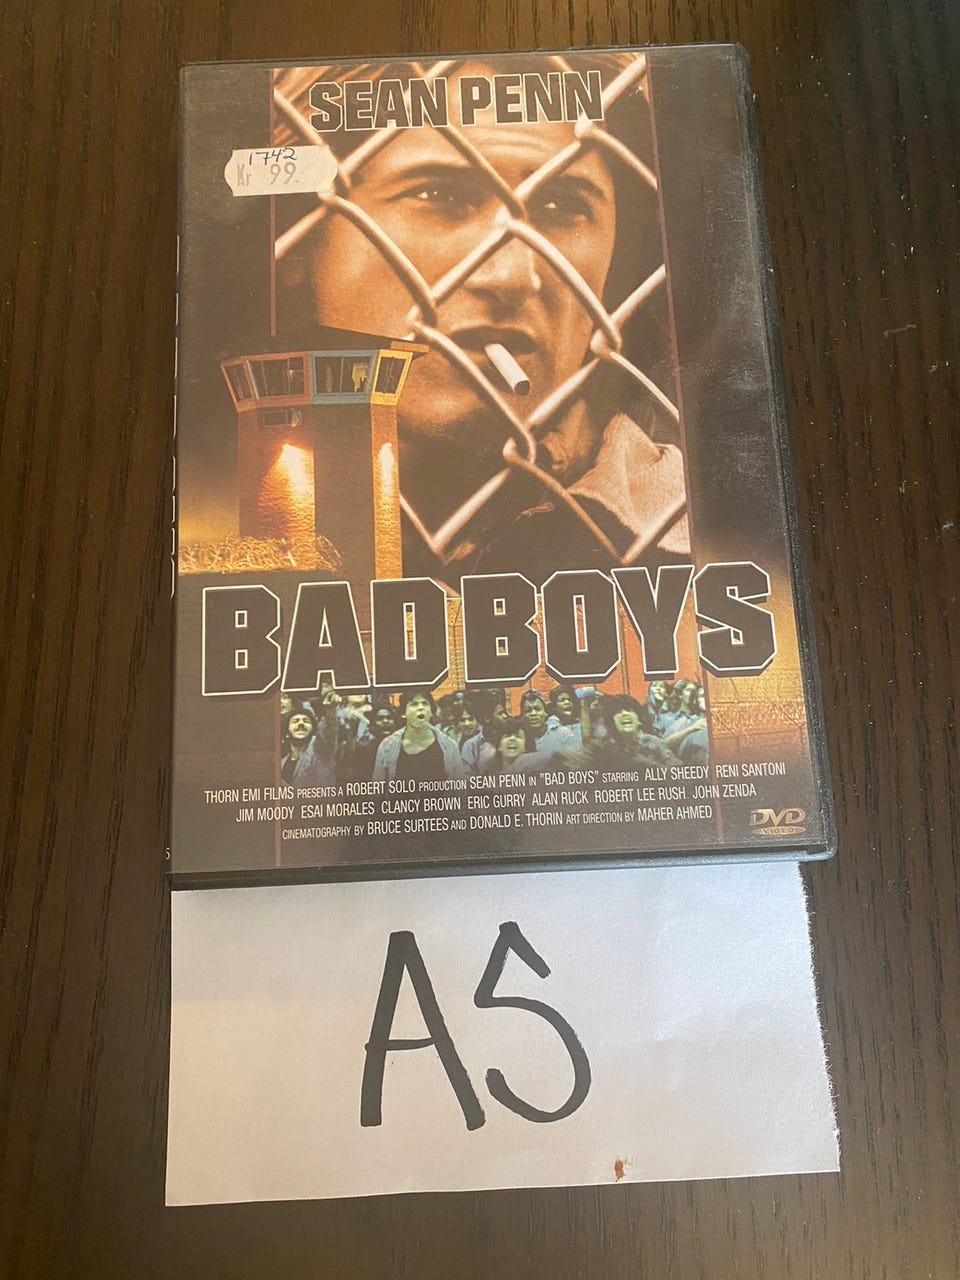 SEAN PENN
1742
Kr 99.
BAD BOYS
THORN EMI FILMS PRESENTS A ROBERT SOLO PRODUCTION SEAN PENN IN "BAD BOYS" STARRING ALLY SHEEDY RENI SANTONI
JIM MOODY ESAI MORALES CLANCY BROWN ERIC GURRY ALAN RUCK ROBERT LEE RUSH JOHN ZENDA
CINEMATOGRAPHY BY BRUCE SURTEES AND DONALD E. THORIN ART DIRECTION BY MAHER AHMED
DVD
VIDEO
AS